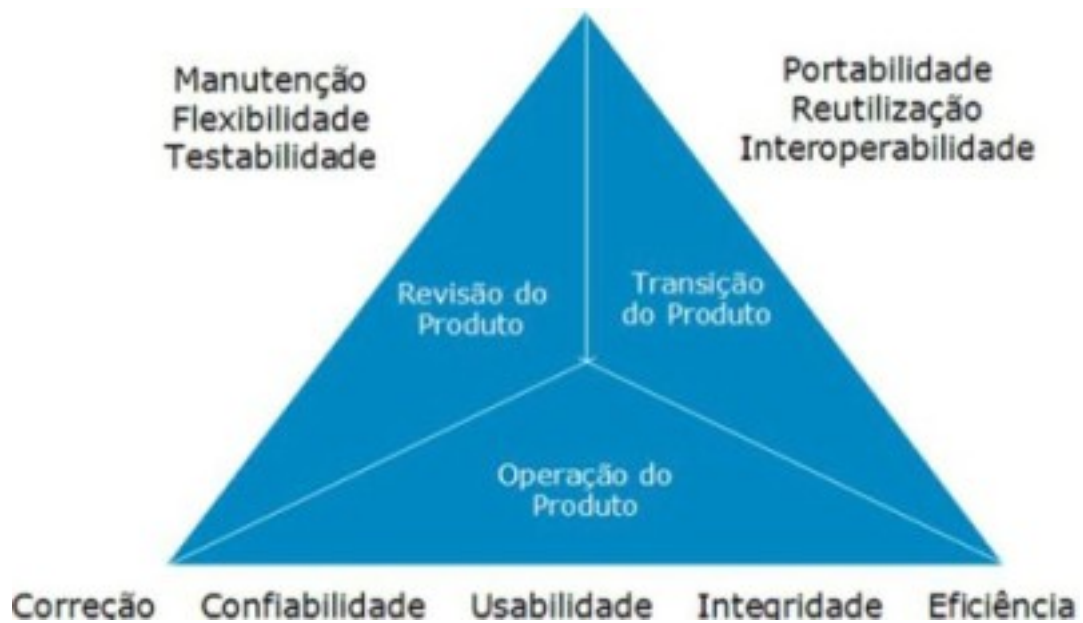 Manutenção
Flexibilidade
Testabilidade
Portabilidade
Reutilização
Interoperabilidade
Revisão do
Produto
Transição
do Produto
Operação do
Produto
Correção Confiabilidade Usabilidade Integridade Eficiência